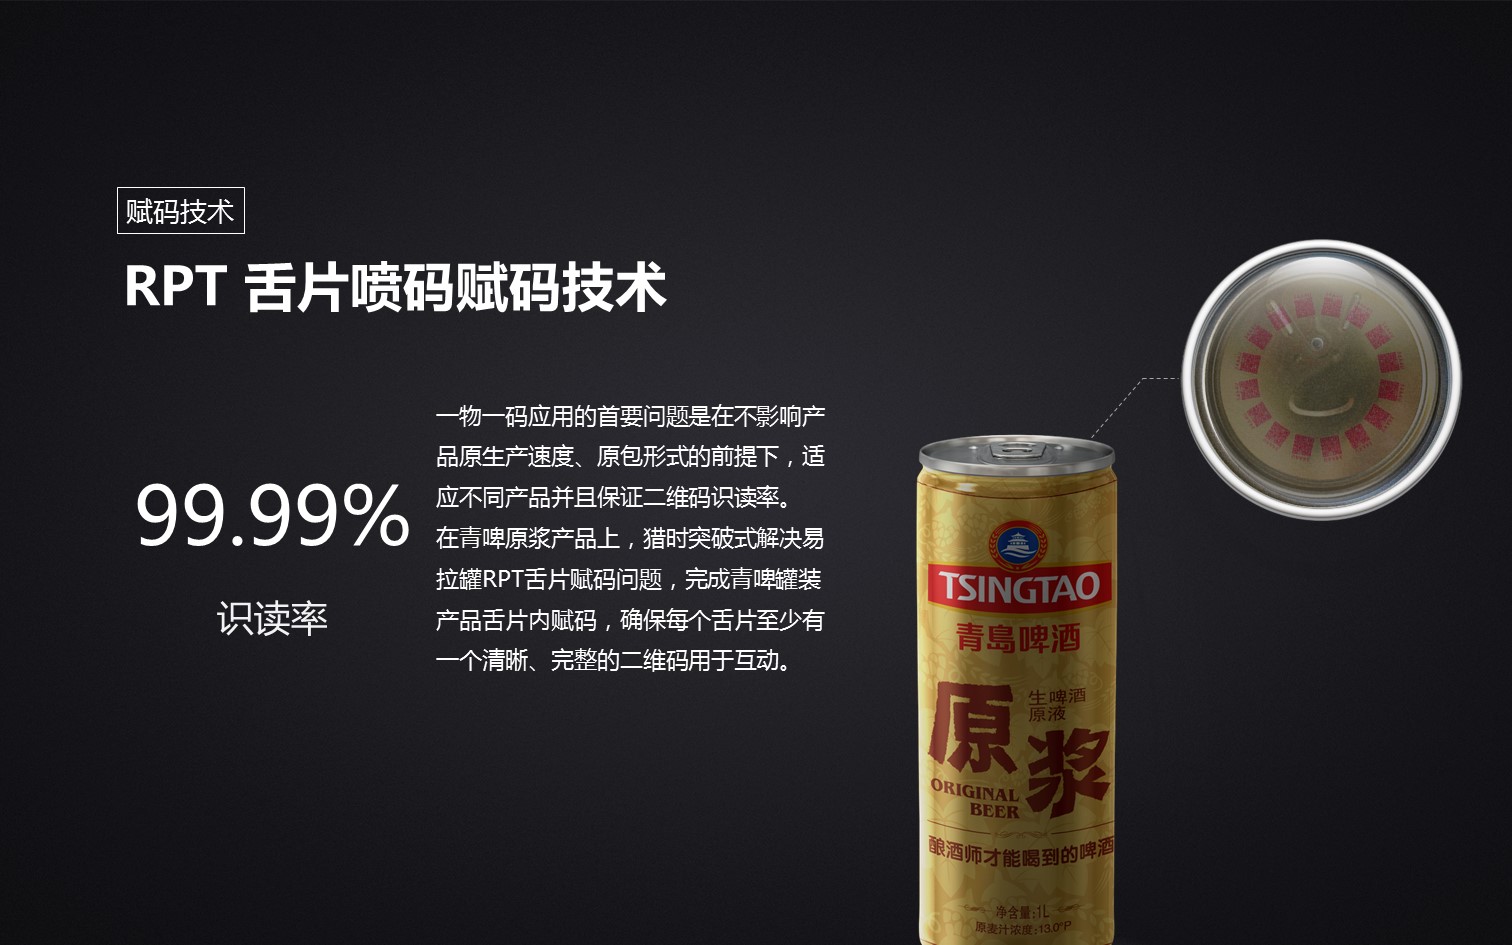 赋码技术
RPT 舌片喷码赋码技术
99.99%
识读率
一物一码应用的首要问题是在不影响产
品原生产速度、原包形式的前提下，适
应不同产品并且保证二维码识读率。
在青啤原浆产品上，猎时突破式解决易
拉罐RPT舌片赋码问题，完成青啤罐装
产品舌片内赋码，确保每个舌片至少有
一个清晰、完整的二维码用于互动。
TSINGTAO
青島啤酒
原浆
生啤酒
原液
ORIGINAL
BEER
酿酒师才能喝到的啤酒
净含量:1L
原麦汁浓度:13.0°P